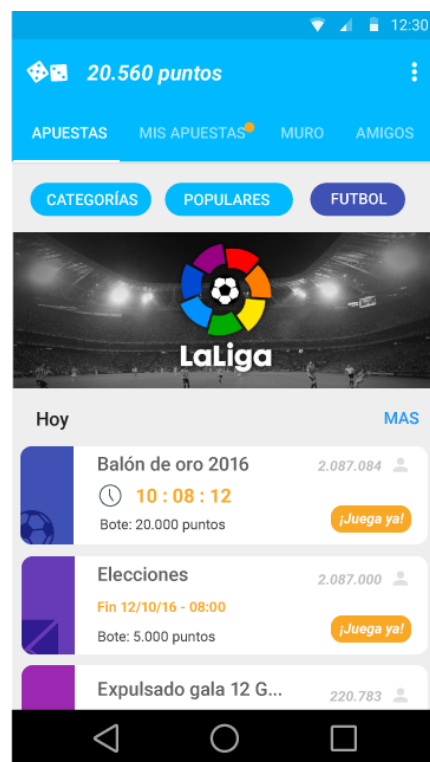 12:30
20.560 puntos
APUESTAS MIS APUESTAS MURO AMIGOS
CATEGORÍAS POPULARES FUTBOL
LaLiga
Hoy MAS
Balón de oro 2016 2.087.084
10 : 08 : 12
Bote: 20.000 puntos ¡Juega ya!
Elecciones 2.087.000
Fin 12/10/16 - 08:00
Bote: 5.000 puntos ¡Juega ya!
Expulsado gala 12 G... 220.783